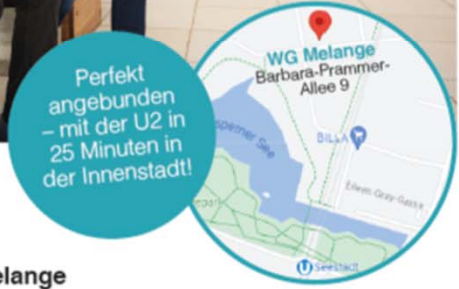 Perfekt
angebunden
– mit der U2 in
25 Minuten in
der Innenstadt!
WG Melange
Barbara-Prammer-
Allee 9
BILLA
Eileen-Gray-Gasse
U Seestadt
elange